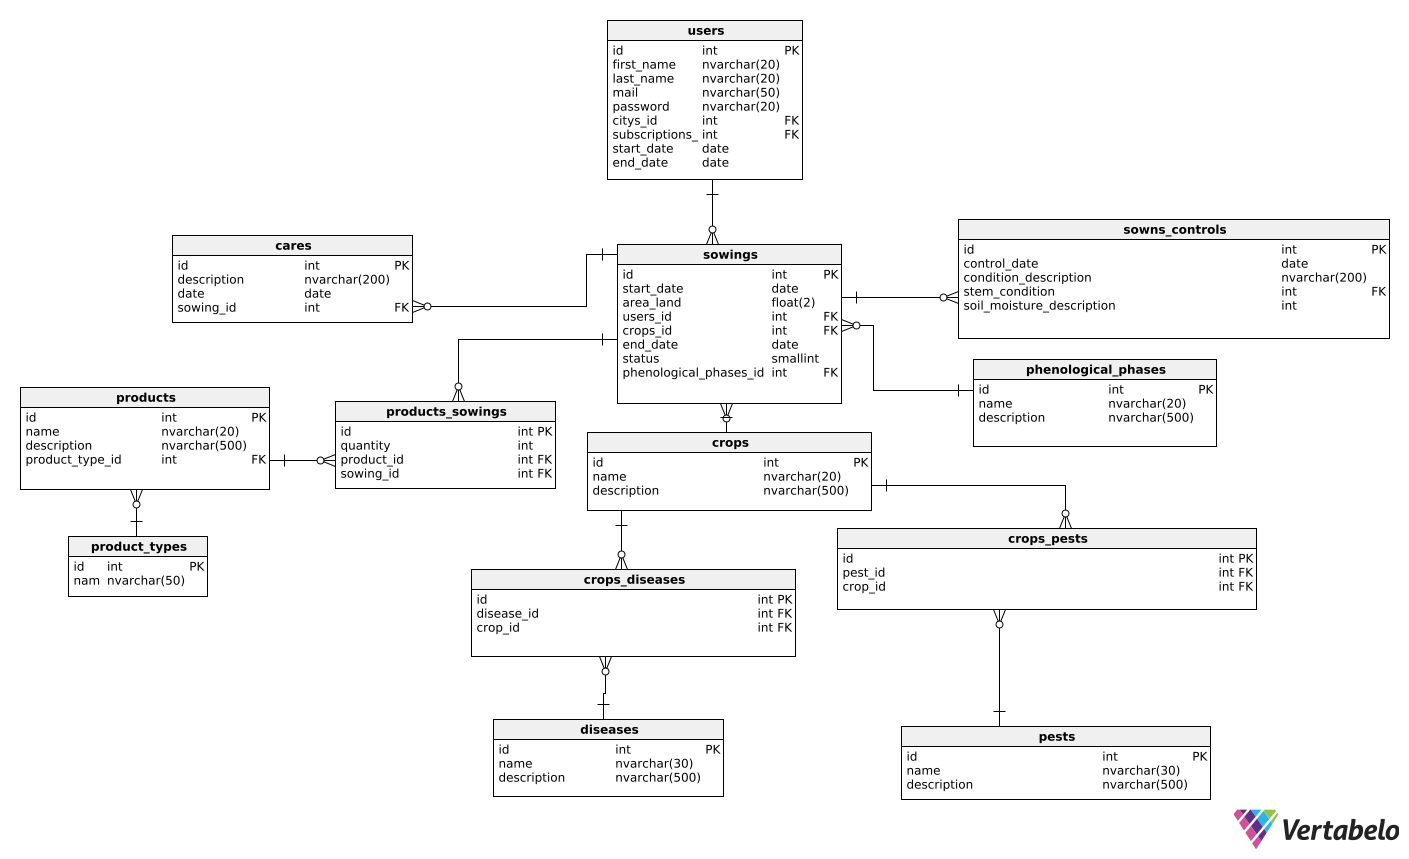 users
id int PK
first_name nvarchar(20)
last_name nvarchar(20)
mail nvarchar(50)
password nvarchar(20)
citys_id int FK
subscriptions_ int FK
start_date date
end_date date
cares
id int PK
description nvarchar(200)
date date
sowing_id int FK
sowings
id int PK
start_date date
area_land float(2)
users_id int FK
crops_id int FK
end_date date
status smallint
phenological_phases_id int FK
sowns_controls
id int PK
control_date date
condition_description nvarchar(200)
stem_condition int FK
soil_moisture_description int
phenological_phases
id int PK
name nvarchar(20)
description nvarchar(500)
products
id int PK
name nvarchar(20)
description nvarchar(500)
product_type_id int FK
products_sowings
id int PK
quantity int
product_id int FK
sowing_id int FK
crops
id int PK
name nvarchar(20)
description nvarchar(500)
product_types
id int PK
nam nvarchar(50)
crops_diseases
id int PK
disease_id int FK
crop_id int FK
crops_pests
id int PK
pest_id int FK
crop_id int FK
diseases
id int PK
name nvarchar(30)
description nvarchar(500)
pests
id int PK
name nvarchar(30)
description nvarchar(500)
Vertabelo